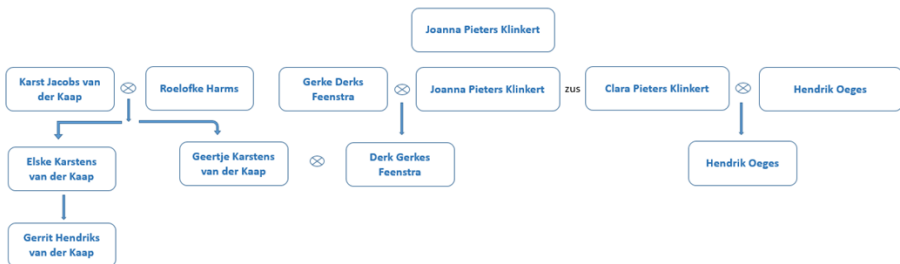 Joanna Pieters Klinkert
Karst Jacobs van
der Kaap
Roelofke Harms
Gerke Derks
Feenstra
Joanna Pieters Klinkert
zus
Clara Pieters Klinkert
Hendrik Oeges
Elske Karstens
van der Kaap
Geertje Karstens
van der Kaap
Derk Gerkes
Feenstra
Hendrik Oeges
Gerrit Hendriks
van der Kaap